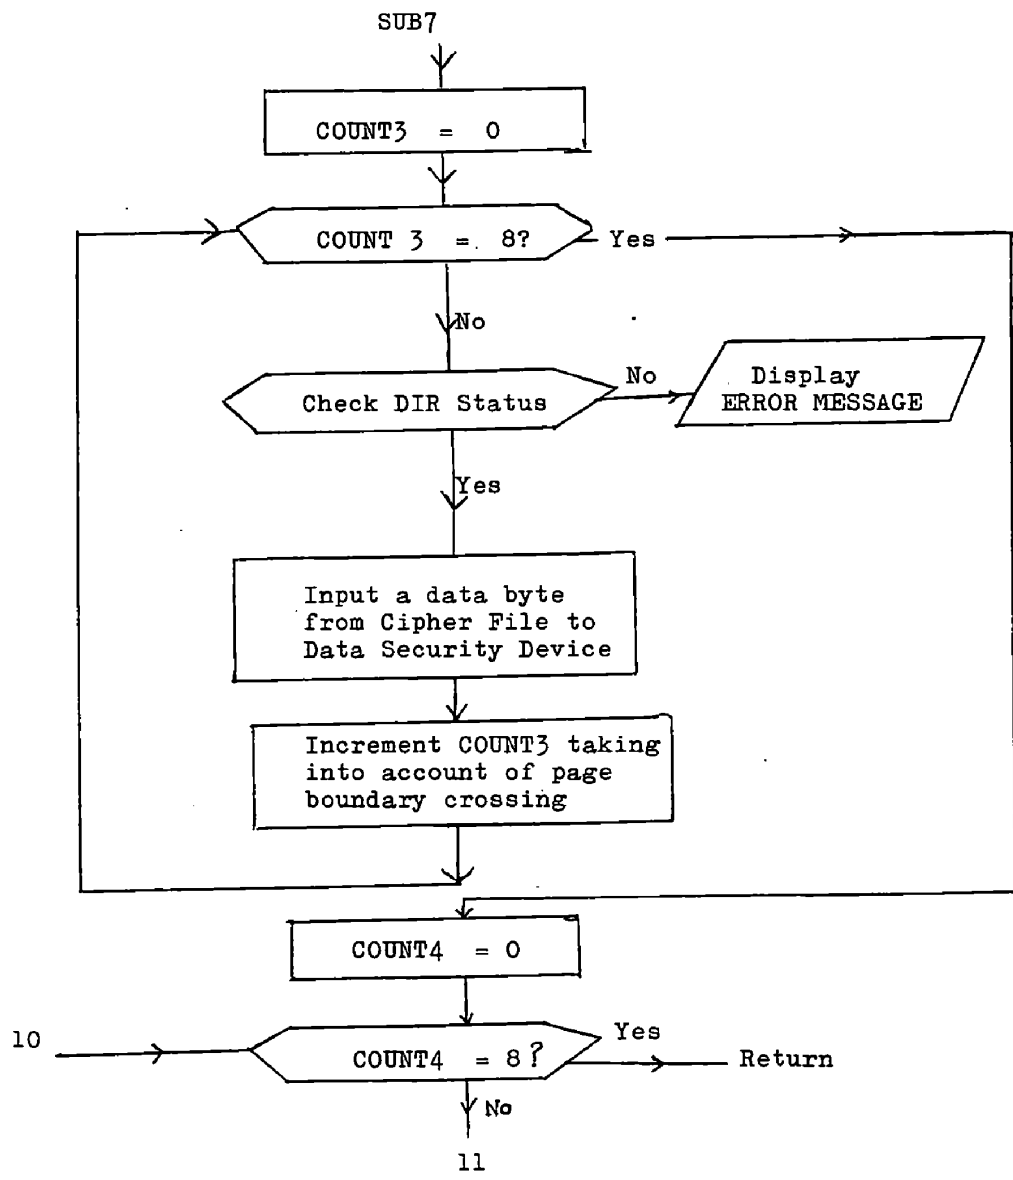 SUB7
COUNT3 = 0
COUNT 3 = 8?
Yes
No
Check DIR Status
No
Display
ERROR MESSAGE
Yes
Input a data byte
from Cipher File to
Data Security Device
Increment COUNT3 taking
into account of page
boundary crossing
COUNT4 = 0
10
COUNT4 = 8?
Yes
Return
No
11